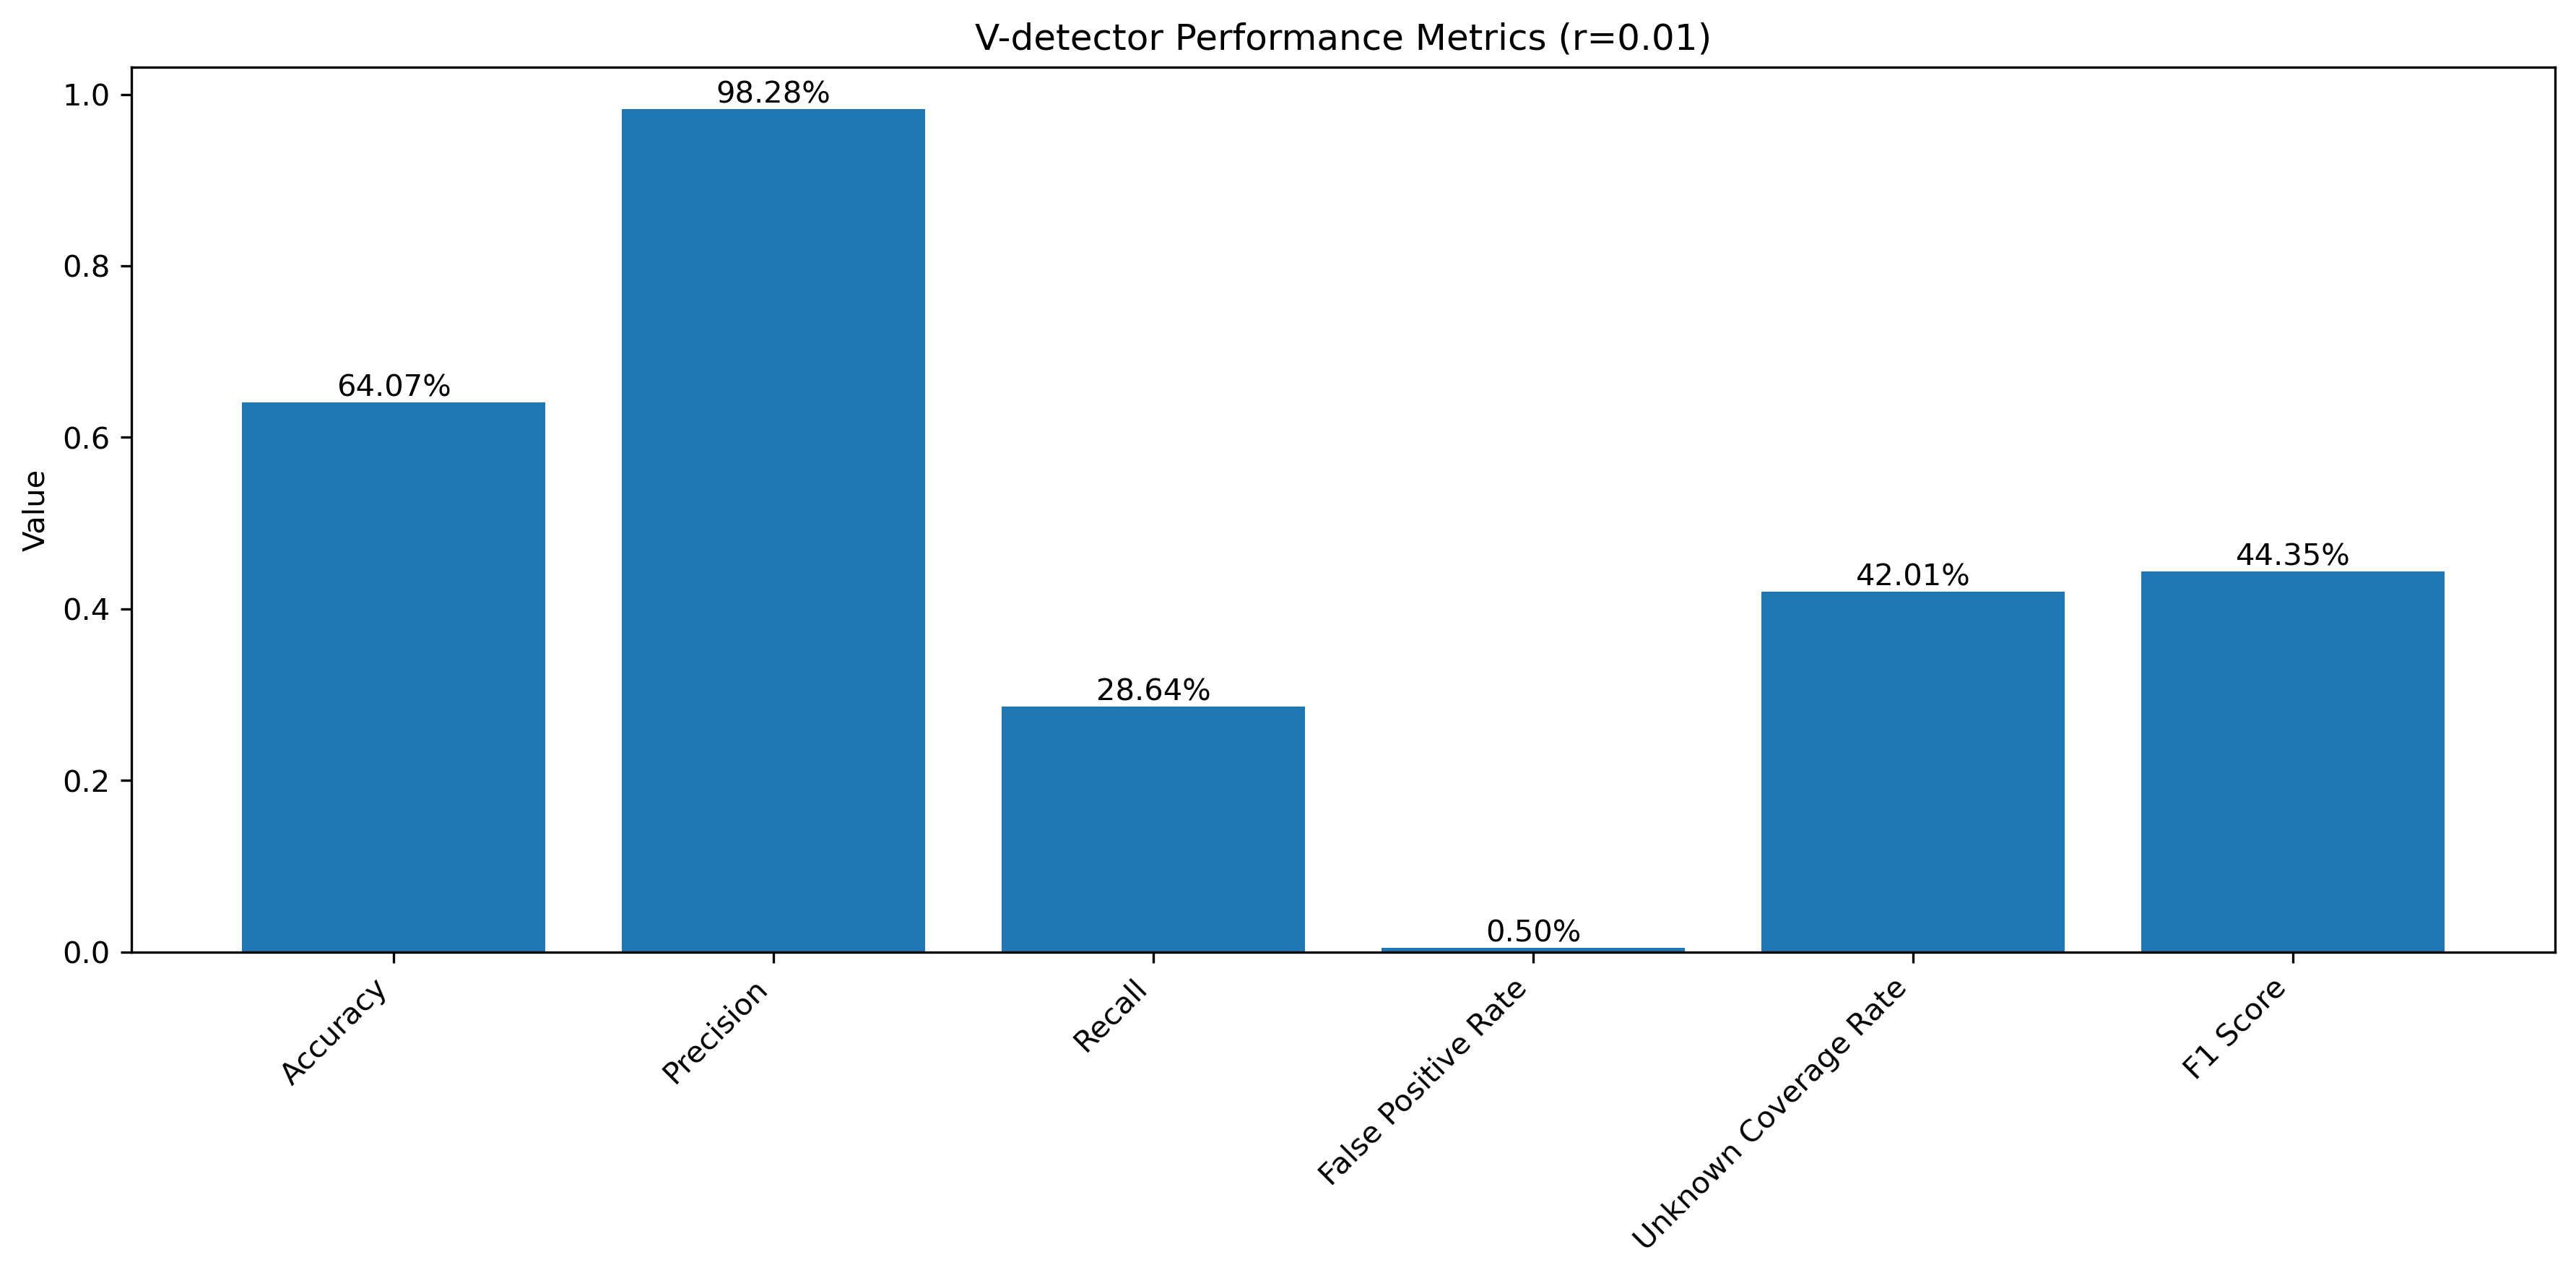 V-detector Performance Metrics (r=0.01)
Value
1.0
0.8
0.6
0.4
0.2
0.0
64.07%
98.28%
28.64%
0.50%
42.01%
44.35%
Accuracy
Precision
Recall
False Positive Rate
Unknown Coverage Rate
F1 Score